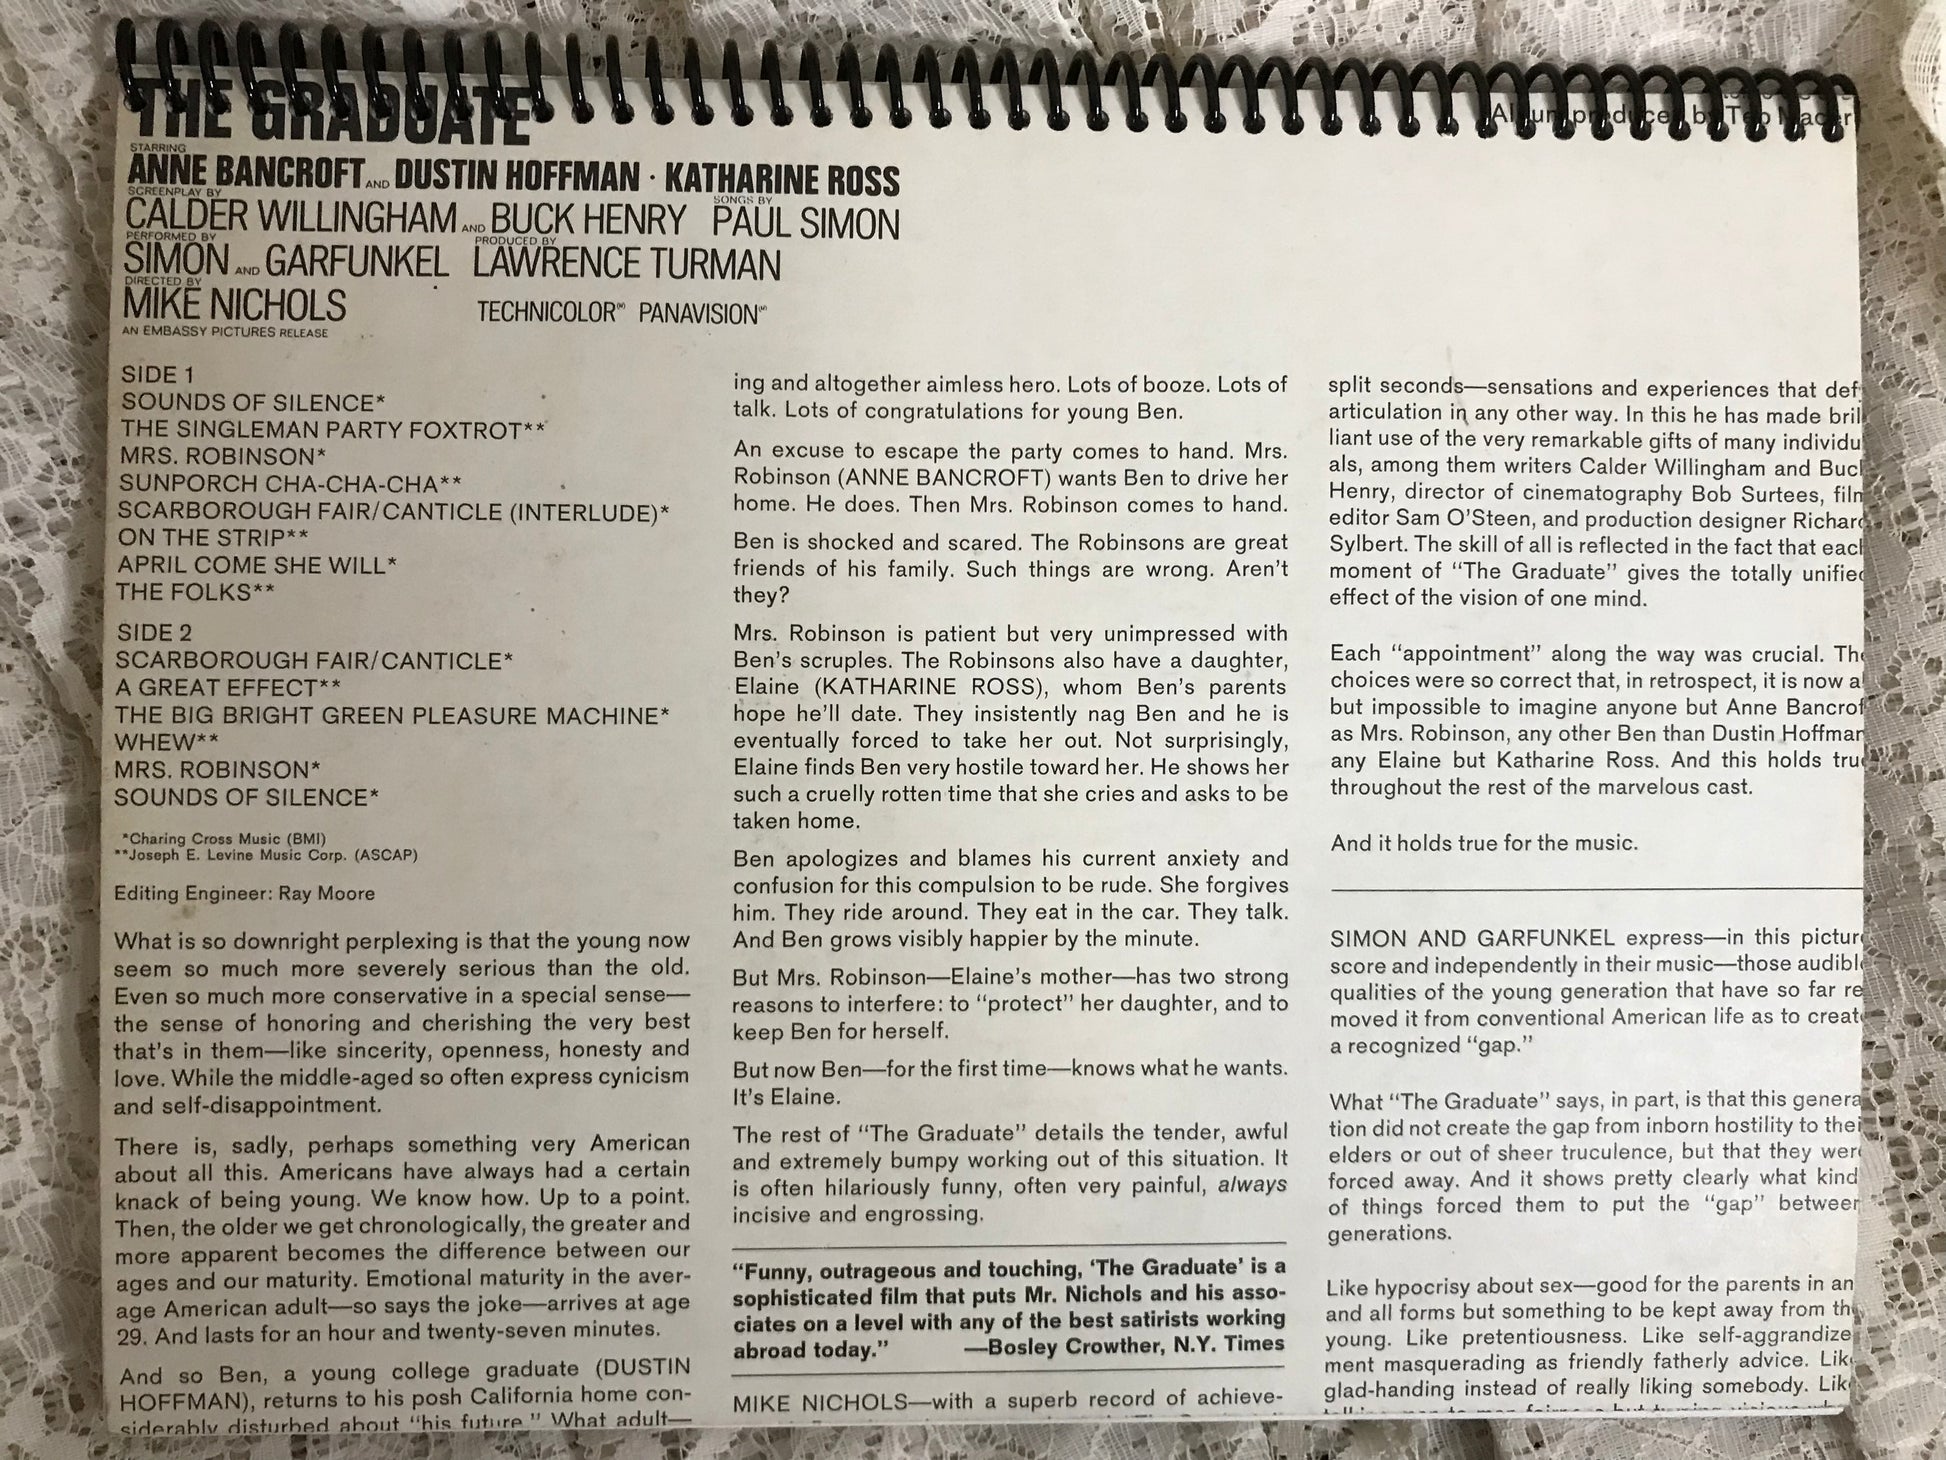 THE GRADUATE
Album produced by Teo Macer
STARRING
ANNE BANCROFT AND DUSTIN HOFFMAN · KATHARINE ROSS
SCREENPLAY BY SONGS BY
CALDER WILLINGHAM AND BUCK HENRY PAUL SIMON
PERFORMED BY PRODUCED BY
SIMON AND GARFUNKEL LAWRENCE TURMAN
DIRECTED BY
MIKE NICHOLS TECHNICOLOR PANAVISION
AN EMBASSY PICTURES RELEASE
SIDE 1
SOUNDS OF SILENCE*
THE SINGLEMAN PARTY FOXTROT**
MRS. ROBINSON*
SUNPORCH CHA-CHA-CHA**
SCARBOROUGH FAIR/CANTICLE (INTERLUDE)*
ON THE STRIP**
APRIL COME SHE WILL*
THE FOLKS**
SIDE 2
SCARBOROUGH FAIR/CANTICLE*
A GREAT EFFECT**
THE BIG BRIGHT GREEN PLEASURE MACHINE*
WHEW**
MRS. ROBINSON*
SOUNDS OF SILENCE*
*Charing Cross Music (BMI)
**Joseph E. Levine Music Corp. (ASCAP)
Editing Engineer: Ray Moore
What is so downright perplexing is that the young now
seem so much more severely serious than the old.
Even so much more conservative in a special sense—
the sense of honoring and cherishing the very best
that's in them—like sincerity, openness, honesty and
love. While the middle-aged so often express cynicism
and self-disappointment.
There is, sadly, perhaps something very American
about all this. Americans have always had a certain
knack of being young. We know how. Up to a point.
Then, the older we get chronologically, the greater and
more apparent becomes the difference between our
ages and our maturity. Emotional maturity in the aver-
age American adult—so says the joke—arrives at age
29. And lasts for an hour and twenty-seven minutes.
And so Ben, a young college graduate (DUSTIN
HOFFMAN), returns to his posh California home con-
siderably disturbed about "his future." What adult—
ing and altogether aimless hero. Lots of booze. Lots of
talk. Lots of congratulations for young Ben.
An excuse to escape the party comes to hand. Mrs.
Robinson (ANNE BANCROFT) wants Ben to drive her
home. He does. Then Mrs. Robinson comes to hand.
Ben is shocked and scared. The Robinsons are great
friends of his family. Such things are wrong. Aren't
they?
Mrs. Robinson is patient but very unimpressed with
Ben's scruples. The Robinsons also have a daughter,
Elaine (KATHARINE ROSS), whom Ben's parents
hope he'll date. They insistently nag Ben and he is
eventually forced to take her out. Not surprisingly,
Elaine finds Ben very hostile toward her. He shows her
such a cruelly rotten time that she cries and asks to be
taken home.
Ben apologizes and blames his current anxiety and
confusion for this compulsion to be rude. She forgives
him. They ride around. They eat in the car. They talk.
And Ben grows visibly happier by the minute.
But Mrs. Robinson—Elaine's mother—has two strong
reasons to interfere: to "protect" her daughter, and to
keep Ben for herself.
But now Ben—for the first time—knows what he wants.
It's Elaine.
The rest of "The Graduate" details the tender, awful
and extremely bumpy working out of this situation. It
is often hilariously funny, often very painful, always
incisive and engrossing.
"Funny, outrageous and touching, 'The Graduate' is a
sophisticated film that puts Mr. Nichols and his asso-
ciates on a level with any of the best satirists working
abroad today." —Bosley Crowther, N.Y. Times
MIKE NICHOLS—with a superb record of achieve-
split seconds—sensations and experiences that def
articulation in any other way. In this he has made bril
liant use of the very remarkable gifts of many individu
als, among them writers Calder Willingham and Buck
Henry, director of cinematography Bob Surtees, film
editor Sam O'Steen, and production designer Richard
Sylbert. The skill of all is reflected in the fact that each
moment of "The Graduate" gives the totally unified
effect of the vision of one mind.
Each "appointment" along the way was crucial. The
choices were so correct that, in retrospect, it is now a
but impossible to imagine anyone but Anne Bancrof
as Mrs. Robinson, any other Ben than Dustin Hoffman
any Elaine but Katharine Ross. And this holds true
throughout the rest of the marvelous cast.
And it holds true for the music.
SIMON AND GARFUNKEL express—in this picture
score and independently in their music—those audible
qualities of the young generation that have so far re
moved it from conventional American life as to create
a recognized "gap."
What "The Graduate" says, in part, is that this genera
tion did not create the gap from inborn hostility to thei
elders or out of sheer truculence, but that they were
forced away. And it shows pretty clearly what kind
of things forced them to put the "gap" between
generations.
Like hypocrisy about sex—good for the parents in an
and all forms but something to be kept away from th
young. Like pretentiousness. Like self-aggrandize
ment masquerading as friendly fatherly advice. Lik
glad-handing instead of really liking somebody. Lik